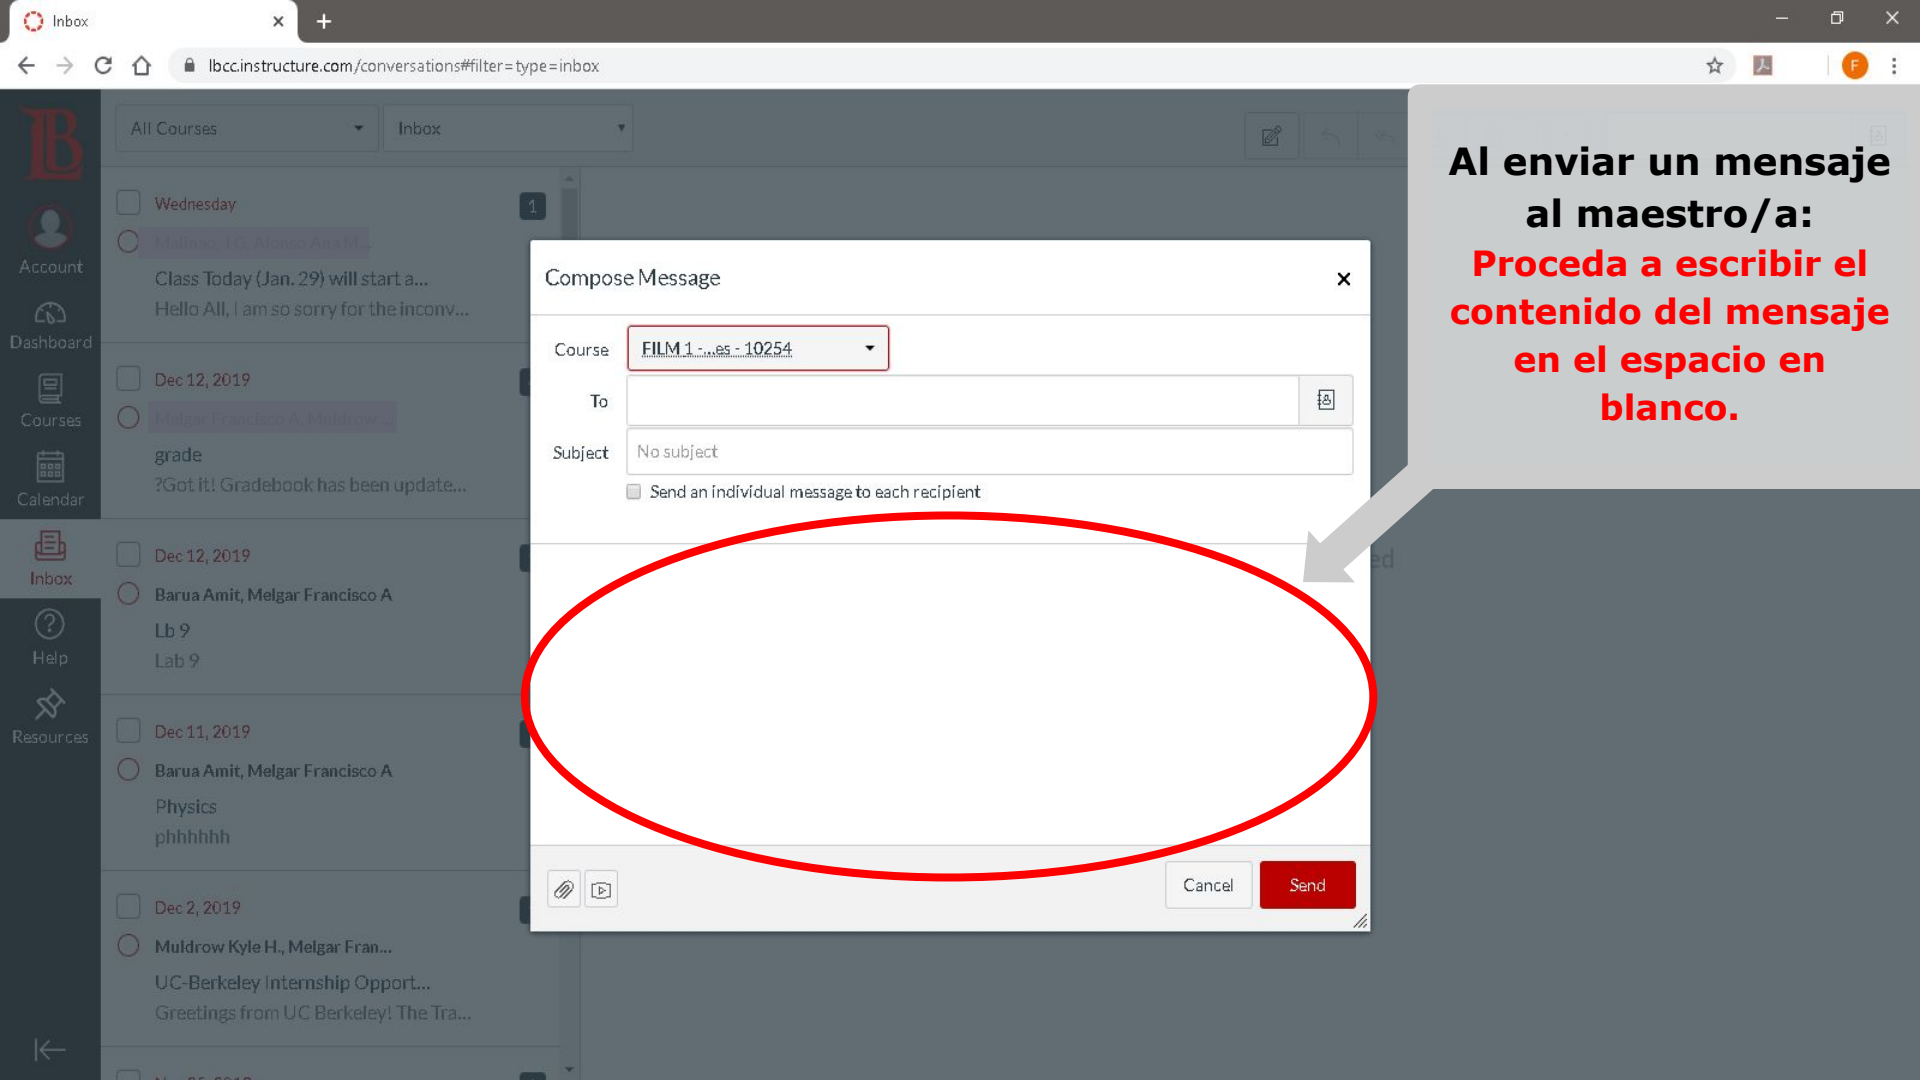 Inbox
lbcc.instructure.com/conversations#filter=type=inbox
F
LB
Account
Dashboard
Courses
Calendar
Inbox
Help
Resources
All Courses
Inbox
Wednesday
1
Class Today (Jan. 29) will start a...
Hello All, I am so sorry for the inconv...
Dec 12, 2019
grade
?Got it! Gradebook has been update...
Dec 12, 2019
Barua Amit, Melgar Francisco A
Lb 9
Lab 9
Dec 11, 2019
Barua Amit, Melgar Francisco A
Physics
phhhhhh
Dec 2, 2019
Muldrow Kyle H., Melgar Fran...
UC-Berkeley Internship Opport...
Greetings from UC Berkeley! The Tra...
Compose Message
Course
FILM 1 -...es - 10254
To
Subject
No subject
Send an individual message to each recipient
Cancel
Send
ed
Al enviar un mensaje
al maestro/a:
Proceda a escribir el
contenido del mensaje
en el espacio en
blanco.